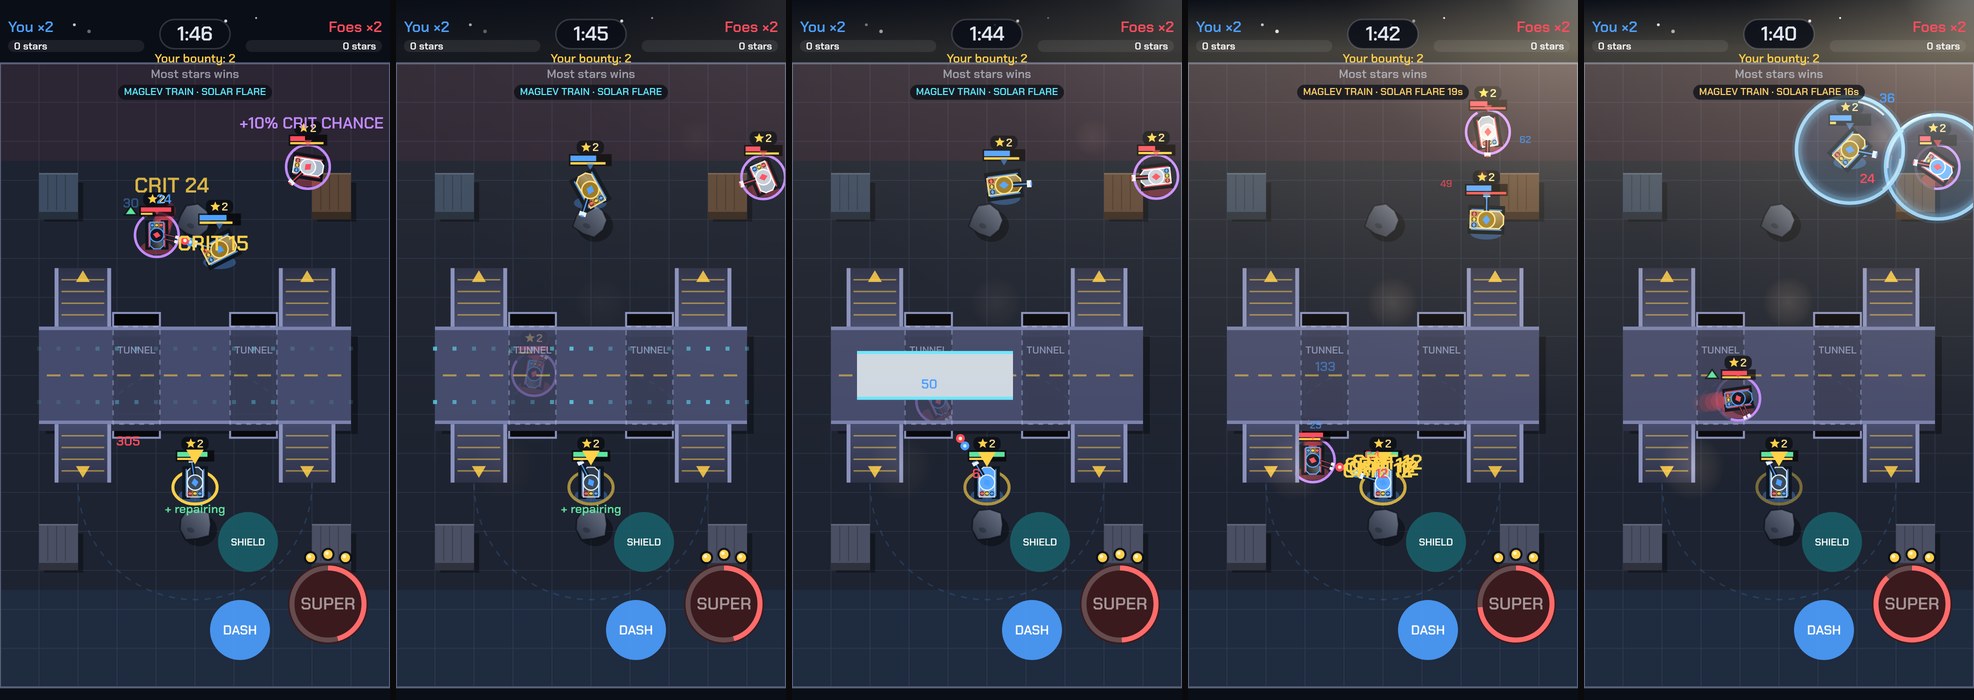 You ×2
1:46
Foes ×2
0 stars
0 stars
Your bounty: 2
Most stars wins
MAGLEV TRAIN · SOLAR FLARE
+10% CRIT CHANCE
★2
CRIT 24
30
24
★2
★2
CRIT 15
TUNNEL
TUNNEL
305
★2
+ repairing
SHIELD
SUPER
DASH
You ×2
1:45
Foes ×2
0 stars
0 stars
Your bounty: 2
Most stars wins
MAGLEV TRAIN · SOLAR FLARE
★2
★2
★2
TUNNEL
TUNNEL
★2
+ repairing
SHIELD
SUPER
DASH
You ×2
1:44
Foes ×2
0 stars
0 stars
Your bounty: 2
Most stars wins
MAGLEV TRAIN · SOLAR FLARE
★2
★2
TUNNEL
TUNNEL
50
★2
SHIELD
SUPER
DASH
You ×2
1:42
Foes ×2
0 stars
0 stars
Your bounty: 2
Most stars wins
MAGLEV TRAIN · SOLAR FLARE 19s
★2
62
49
★2
TUNNEL
TUNNEL
133
★2
12
SHIELD
SUPER
DASH
You ×2
1:40
Foes ×2
0 stars
0 stars
Your bounty: 2
Most stars wins
MAGLEV TRAIN · SOLAR FLARE 16s
36
★2
★2
24
TUNNEL
TUNNEL
★2
★2
SHIELD
SUPER
DASH